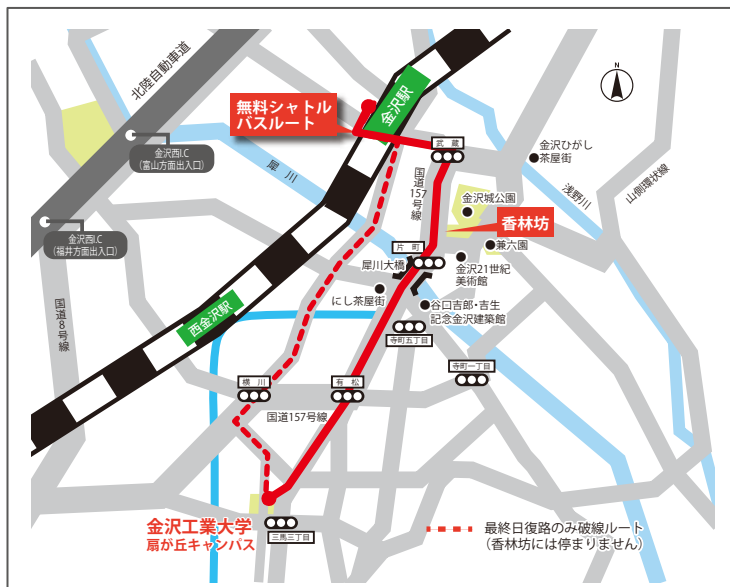 北陸自動車道
N
無料シャトル
バスルート
金沢駅
武蔵
金沢ひがし
茶屋街
金沢西I.C
(富山方面出入口)
犀川
国道157号線
金沢城公園
浅野川
山側環状線
香林坊
金沢西I.C
(福井方面出入口)
片町
兼六園
犀川大橋
金沢21世紀
美術館
にし茶屋街
谷口吉郎・吉生
記念金沢建築館
国道8号線
西金沢駅
寺町五丁目
寺町一丁目
横川
有松
国道157号線
金沢工業大学
扇が丘キャンパス
三馬三丁目
最終日復路のみ破線ルート
(香林坊には停まりません)